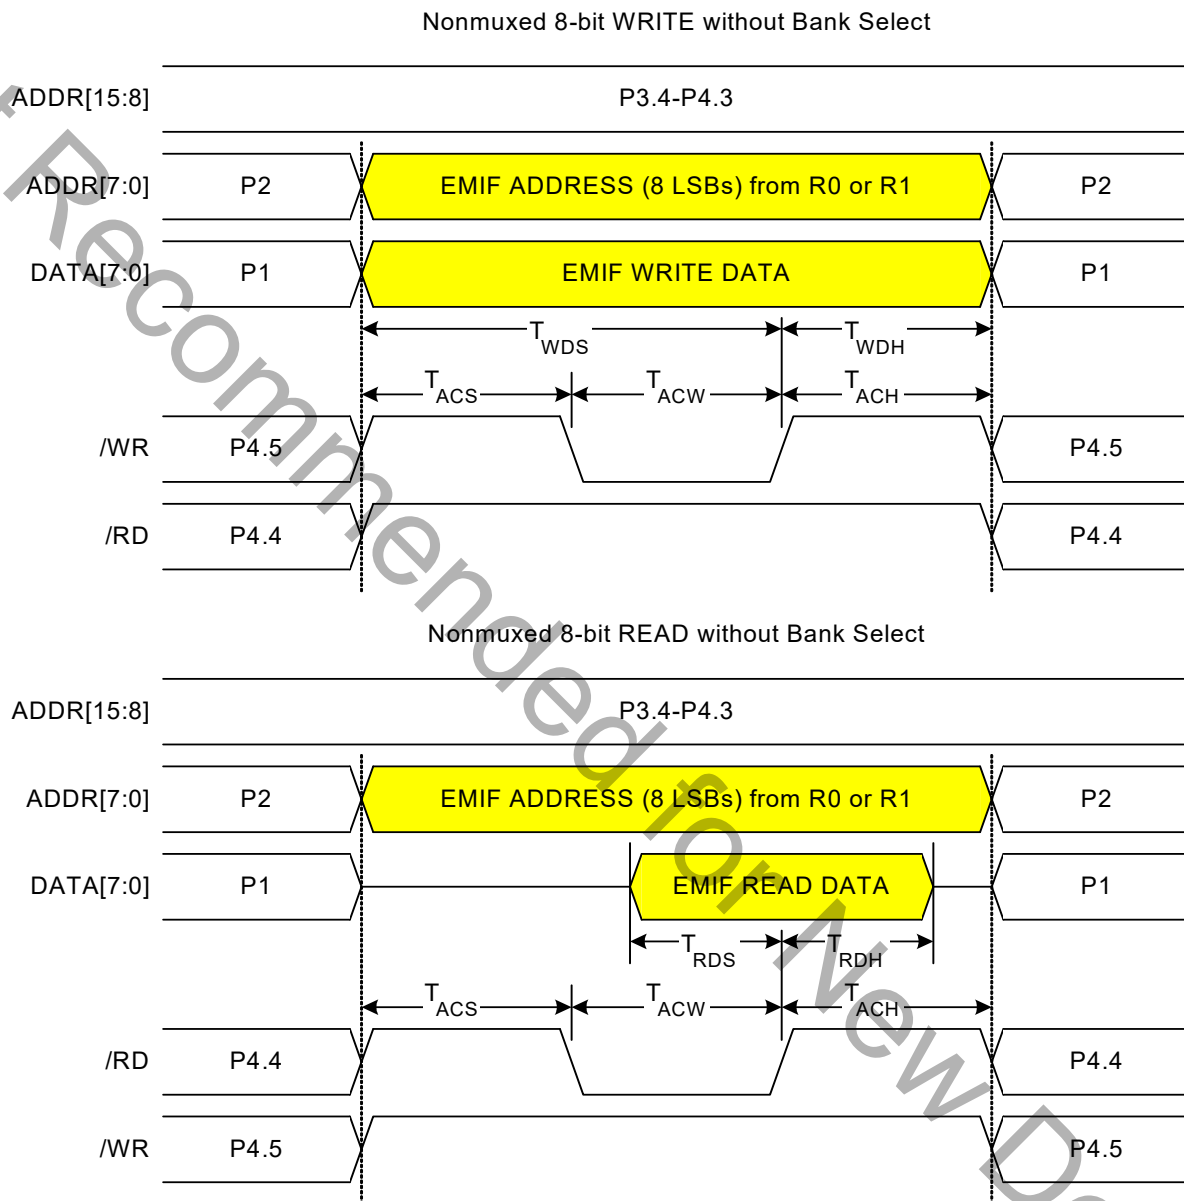 Nonmuxed 8-bit WRITE without Bank Select
ADDR[15:8] P3.4-P4.3
ADDR[7:0] P2 EMIF ADDRESS (8 LSBs) from R0 or R1 P2
DATA[7:0] P1 EMIF WRITE DATA P1
TWDS TWDH
TACS TACW TACH
/WR P4.5 P4.5
/RD P4.4 P4.4
Nonmuxed 8-bit READ without Bank Select
ADDR[15:8] P3.4-P4.3
ADDR[7:0] P2 EMIF ADDRESS (8 LSBs) from R0 or R1 P2
DATA[7:0] P1 EMIF READ DATA P1
TRDS TRDH
TACS TACW TACH
/RD P4.4 P4.4
/WR P4.5 P4.5
Recommended for New